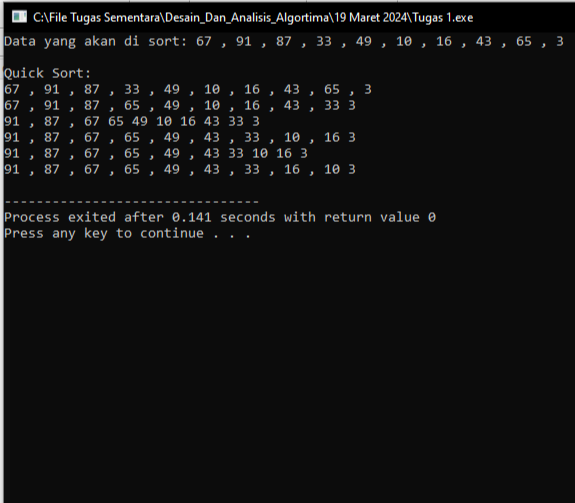 C:\File Tugas Sementara\Desain_Dan_Analisis_Algortima\19 Maret 2024\Tugas 1.exe
Data yang akan di sort: 67 , 91 , 87 , 33 , 49 , 10 , 16 , 43 , 65 , 3
Quick Sort:
67 , 91 , 87 , 33 , 49 , 10 , 16 , 43 , 65 , 3
67 , 91 , 87 , 65 , 49 , 10 , 16 , 43 , 33 3
91 , 87 , 67 65 49 10 16 43 33 3
91 , 87 , 67 , 65 , 49 , 43 , 33 , 10 , 16 3
91 , 87 , 67 , 65 , 49 , 43 33 10 16 3
91 , 87 , 67 , 65 , 49 , 43 , 33 , 16 , 10 3
--------------------------------
Process exited after 0.141 seconds with return value 0
Press any key to continue . . .